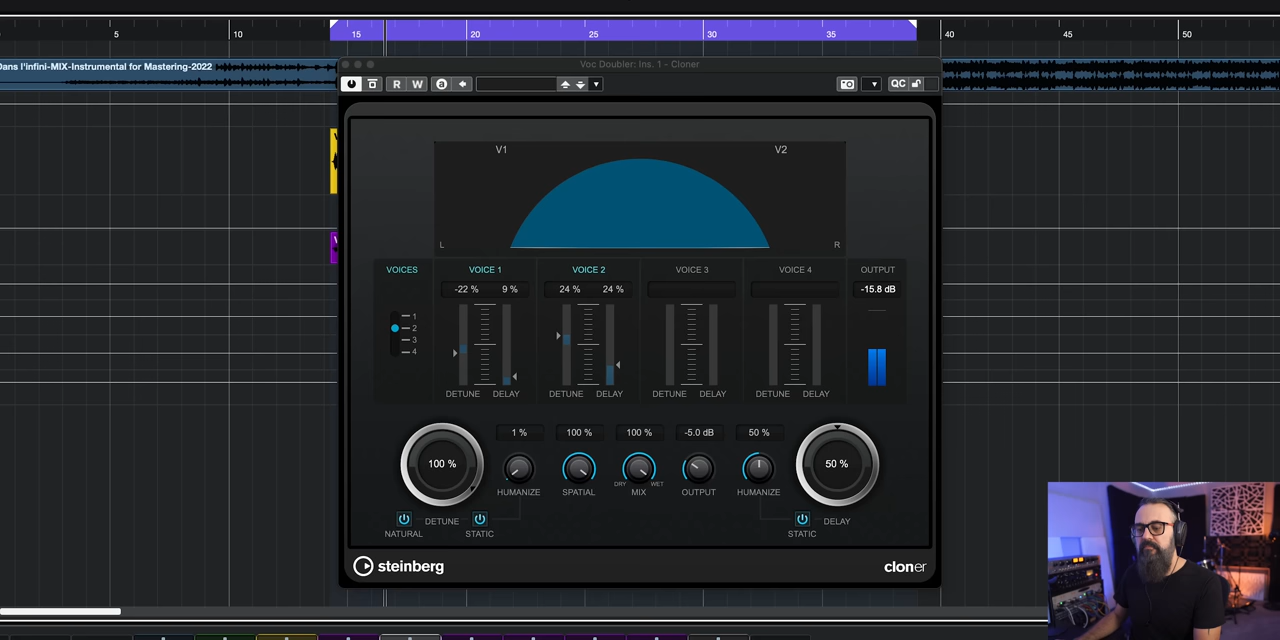 5 10 15 20 25 30 35 40 45 50
Dans l'infini-MIX-Instrumental for Mastering-2022
Voc Doubler: Ins. 1 - Cloner
R W a QC
V1 V2
L R
VOICES VOICE 1 VOICE 2 VOICE 3 VOICE 4 OUTPUT
-22 % 9 % 24 % 24 % -15.8 dB
1
2
3
4
DETUNE DELAY DETUNE DELAY DETUNE DELAY DETUNE DELAY
1 % 100 % 100 % -5.0 dB 50 %
100 % 50 %
DRY WET
HUMANIZE SPATIAL MIX OUTPUT HUMANIZE
DETUNE DELAY
NATURAL STATIC STATIC
steinberg cloner